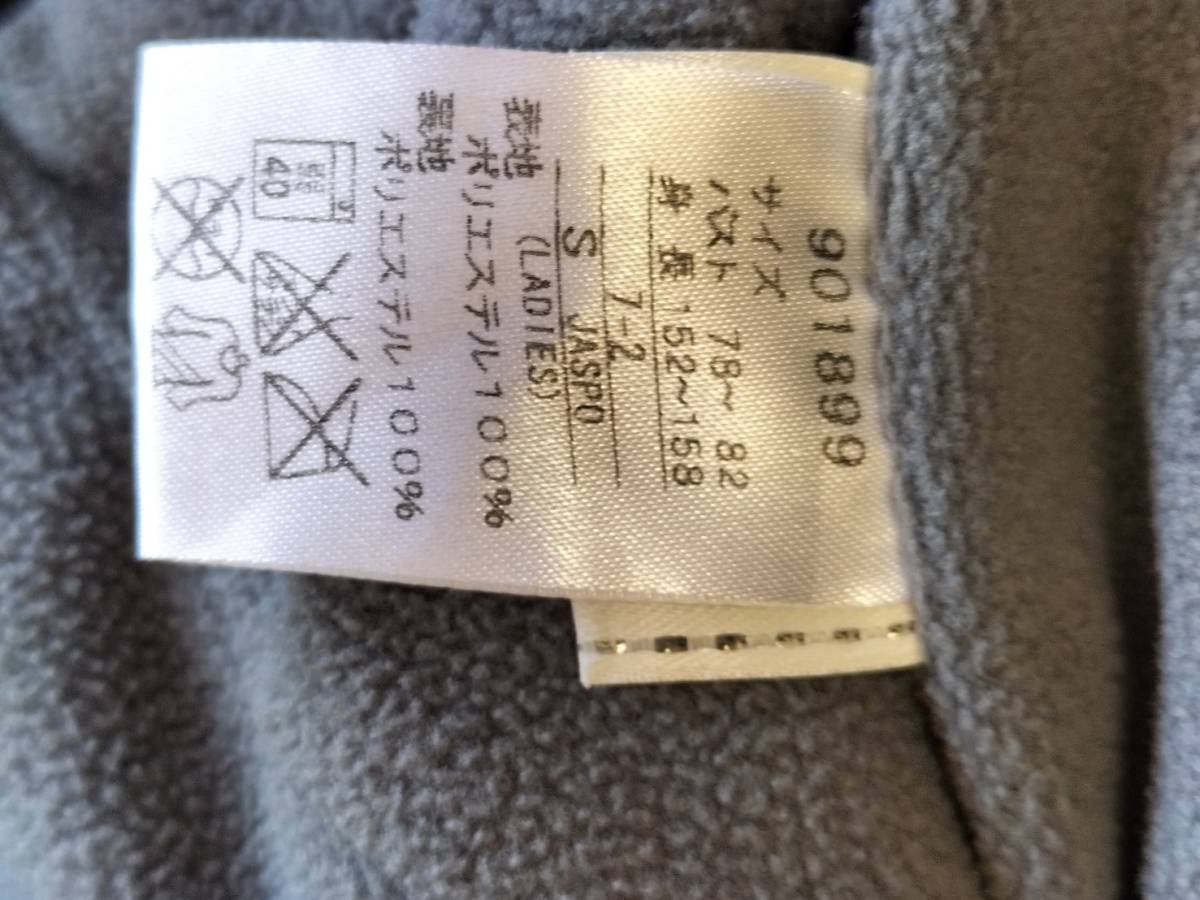 901899
サイズ
バスト 78~ 82
身 長 152~158
7-2
S JASPO
(LADIES)
表地
ポリエステル100%
裏地
ポリエステル100%
40